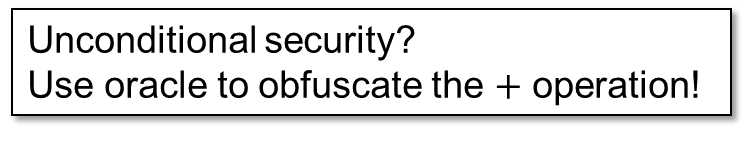 Unconditional security?
Use oracle to obfuscate the + operation!